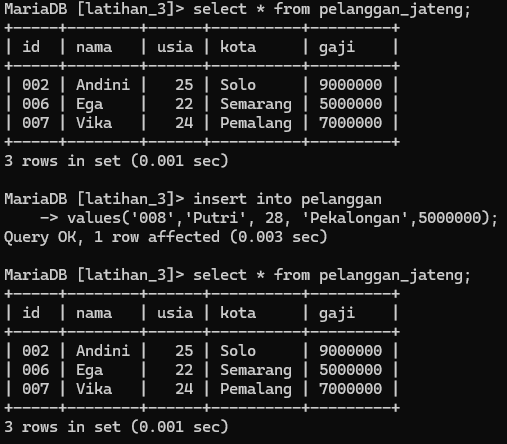 MariaDB [latihan_3]> select * from pelanggan_jateng;
+-----+--------+------+----------+---------+
| id  | nama   | usia | kota     | gaji    |
+-----+--------+------+----------+---------+
| 002 | Andini |   25 | Solo     | 9000000 |
| 006 | Ega    |   22 | Semarang | 5000000 |
| 007 | Vika   |   24 | Pemalang | 7000000 |
+-----+--------+------+----------+---------+
3 rows in set (0.001 sec)
MariaDB [latihan_3]> insert into pelanggan
    -> values('008','Putri', 28, 'Pekalongan',5000000);
Query OK, 1 row affected (0.003 sec)
MariaDB [latihan_3]> select * from pelanggan_jateng;
+-----+--------+------+----------+---------+
| id  | nama   | usia | kota     | gaji    |
+-----+--------+------+----------+---------+
| 002 | Andini |   25 | Solo     | 9000000 |
| 006 | Ega    |   22 | Semarang | 5000000 |
| 007 | Vika   |   24 | Pemalang | 7000000 |
+-----+--------+------+----------+---------+
3 rows in set (0.001 sec)